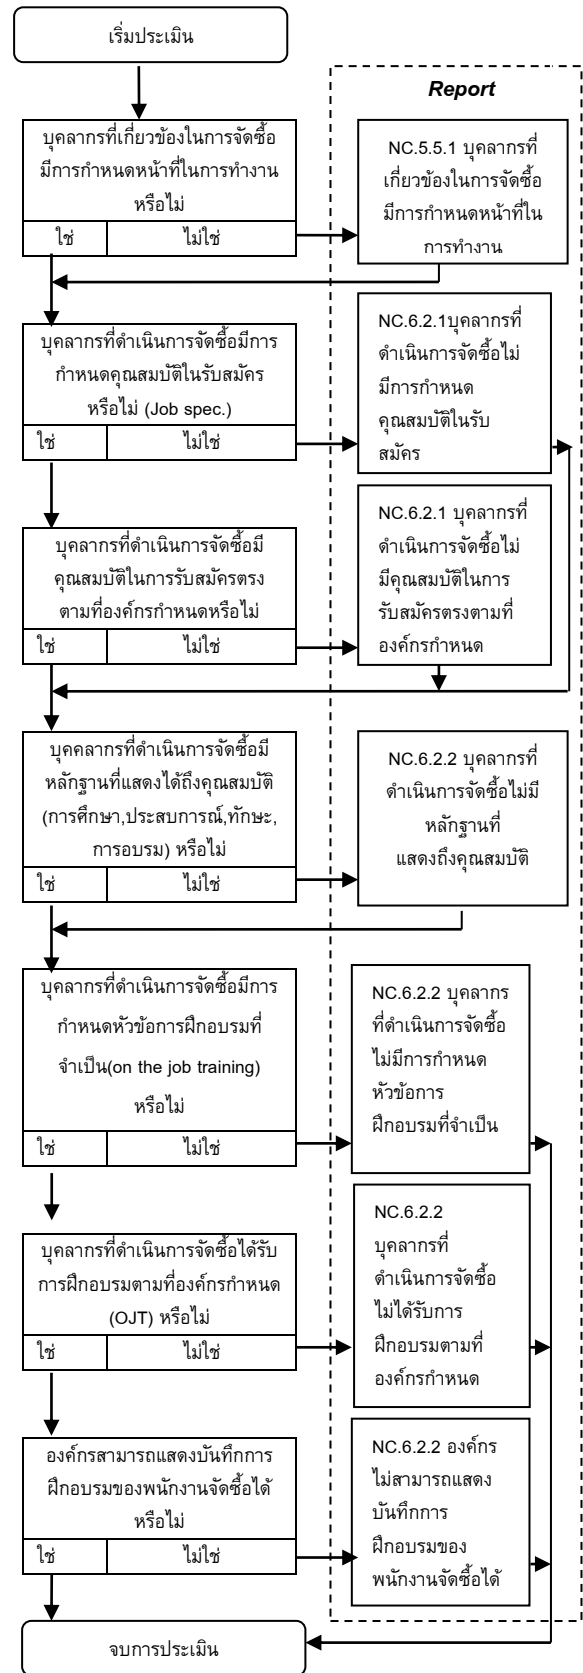 เริ่มประเมิน
Report
บุคลากรที่เกี่ยวข้องในการจัดซื้อ
มีการกำหนดหน้าที่ในการทำงาน
หรือไม่
ใช่
ไม่ใช่
NC.5.5.1 บุคลากรที่
เกี่ยวข้องในการจัดซื้อ
มีการกำหนดหน้าที่ใน
การทำงาน
บุคลากรที่ดำเนินการจัดซื้อมีการ
กำหนดคุณสมบัติในรับสมัคร
หรือไม่ (Job spec.)
ใช่
ไม่ใช่
NC.6.2.1บุคลากรที่
ดำเนินการจัดซื้อไม่
มีการกำหนด
คุณสมบัติในรับ
สมัคร
บุคลากรที่ดำเนินการจัดซื้อมี
คุณสมบัติในการรับสมัครตรง
ตามที่องค์กรกำหนดหรือไม่
ใช่
ไม่ใช่
NC.6.2.1 บุคลากรที่
ดำเนินการจัดซื้อไม่
มีคุณสมบัติในการ
รับสมัครตรงตามที่
องค์กรกำหนด
บุคคลากรที่ดำเนินการจัดซื้อมี
หลักฐานที่แสดงได้ถึงคุณสมบัติ
(การศึกษา,ประสบการณ์,ทักษะ,
การอบรม) หรือไม่
ใช่
ไม่ใช่
NC.6.2.2 บุคลากรที่
ดำเนินการจัดซื้อไม่มี
หลักฐานที่
แสดงถึงคุณสมบัติ
บุคลากรที่ดำเนินการจัดซื้อมีการ
กำหนดหัวข้อการฝึกอบรมที่
จำเป็น(on the job training)
หรือไม่
ใช่
ไม่ใช่
NC.6.2.2 บุคลากร
ที่ดำเนินการจัดซื้อ
ไม่มีการกำหนด
หัวข้อการ
ฝึกอบรมที่จำเป็น
บุคลากรที่ดำเนินการจัดซื้อได้รับ
การฝึกอบรมตามที่องค์กรกำหนด
(OJT) หรือไม่
ใช่
ไม่ใช่
NC.6.2.2
บุคลากรที่
ดำเนินการจัดซื้อ
ไม่ได้รับการ
ฝึกอบรมตามที่
องค์กรกำหนด
องค์กรสามารถแสดงบันทึกการ
ฝึกอบรมของพนักงานจัดซื้อได้
หรือไม่
ใช่
ไม่ใช่
NC.6.2.2 องค์กร
ไม่สามารถแสดง
บันทึกการ
ฝึกอบรมของ
พนักงานจัดซื้อได้
จบการประเมิน